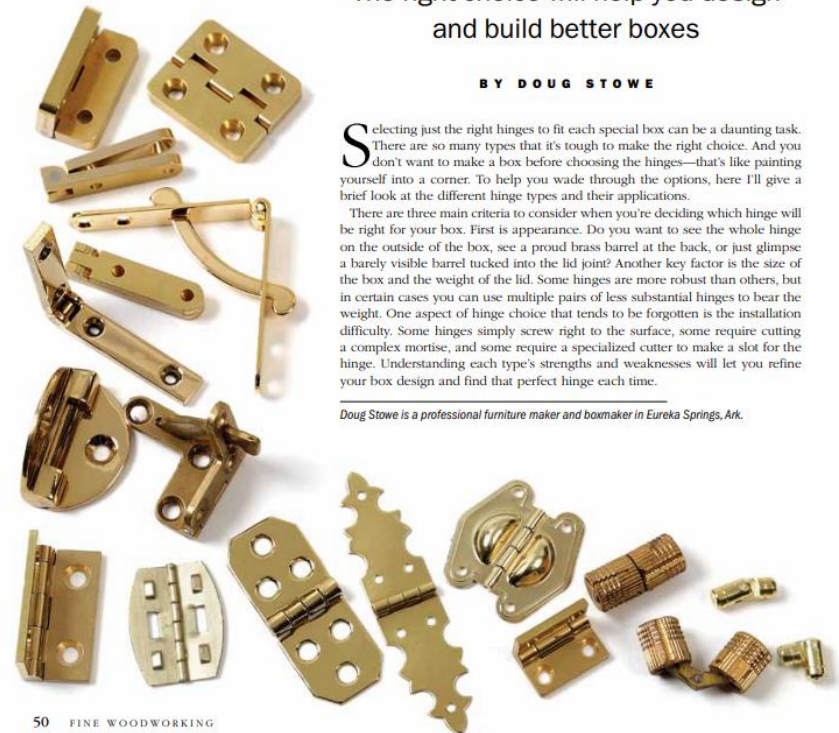 The right choice will help you design
and build better boxes
BY DOUG STOWE
Selecting just the right hinges to fit each special box can be a daunting task.
There are so many types that it's tough to make the right choice. And you
don't want to make a box before choosing the hinges—that's like painting
yourself into a corner. To help you wade through the options, here I'll give a
brief look at the different hinge types and their applications.
There are three main criteria to consider when you're deciding which hinge will
be right for your box. First is appearance. Do you want to see the whole hinge
on the outside of the box, see a proud brass barrel at the back, or just glimpse
a barely visible barrel tucked into the lid joint? Another key factor is the size of
the box and the weight of the lid. Some hinges are more robust than others, but
in certain cases you can use multiple pairs of less substantial hinges to bear the
weight. One aspect of hinge choice that tends to be forgotten is the installation
difficulty. Some hinges simply screw right to the surface, some require cutting
a complex mortise, and some require a specialized cutter to make a slot for the
hinge. Understanding each type's strengths and weaknesses will let you refine
your box design and find that perfect hinge each time.
Doug Stowe is a professional furniture maker and boxmaker in Eureka Springs, Ark.
50 FINE WOODWORKING